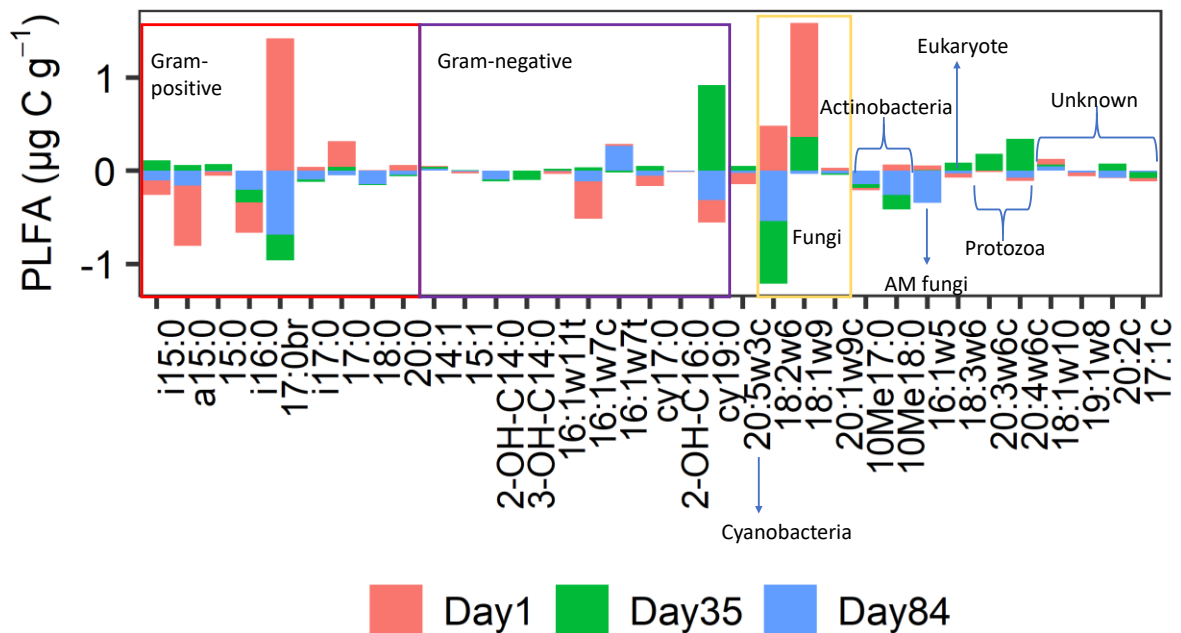 PLFA (µg C g⁻¹)
1
0
-1
Gram-
positive
Gram-negative
Fungi
Actinobacteria
Eukaryote
AM fungi
Protozoa
Unknown
i15:0
a15:0
15:0
i16:0
17:0br
i17:0
17:0
18:0
20:0
14:1
15:1
2-OH-C14:0
3-OH-C14:0
16:1w11t
16:1w7c
16:1w7t
cy17:0
2-OH-C16:0
cy19:0
20:5w3c
18:2w6
18:1w9
20:1w9c
10Me17:0
10Me18:0
16:1w5
18:3w6
20:3w6c
20:4w6c
18:1w10
19:1w8
20:2c
17:1c
Cyanobacteria
Day1
Day35
Day84